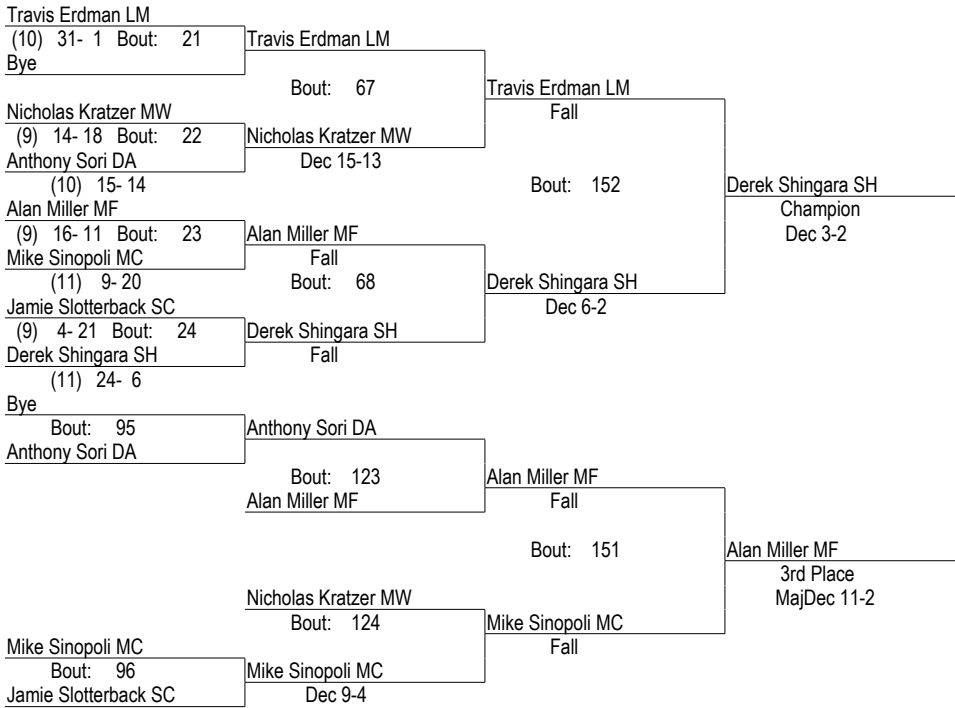 Travis Erdman LM
(10) 31- 1 Bout: 21 Travis Erdman LM
Bye
Bout: 67 Travis Erdman LM
Nicholas Kratzer MW Fall
(9) 14- 18 Bout: 22 Nicholas Kratzer MW
Anthony Sori DA Dec 15-13
(10) 15- 14 Bout: 152 Derek Shingara SH
Alan Miller MF Champion
(9) 16- 11 Bout: 23 Alan Miller MF Dec 3-2
Mike Sinopoli MC Fall
(11) 9- 20 Bout: 68 Derek Shingara SH
Jamie Slotterback SC Dec 6-2
(9) 4- 21 Bout: 24 Derek Shingara SH
Derek Shingara SH Fall
(11) 24- 6
Bye
Bout: 95 Anthony Sori DA
Anthony Sori DA
Bout: 123 Alan Miller MF
Alan Miller MF Fall
Bout: 151 Alan Miller MF
3rd Place
Nicholas Kratzer MW MajDec 11-2
Bout: 124 Mike Sinopoli MC
Mike Sinopoli MC Fall
Bout: 96 Mike Sinopoli MC
Jamie Slotterback SC Dec 9-4